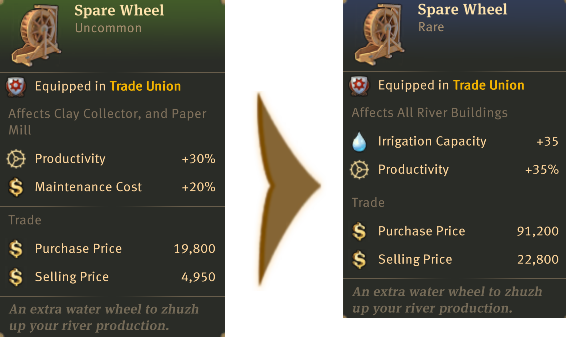 Spare Wheel
Uncommon
Equipped in Trade Union
Affects Clay Collector, and Paper
Mill
Productivity +30%
Maintenance Cost +20%
Trade
Purchase Price 19,800
Selling Price 4,950
An extra water wheel to zhuzh
up your river production.
Spare Wheel
Rare
Equipped in Trade Union
Affects All River Buildings
Irrigation Capacity +35
Productivity +35%
Trade
Purchase Price 91,200
Selling Price 22,800
An extra water wheel to zhuzh
up your river production.